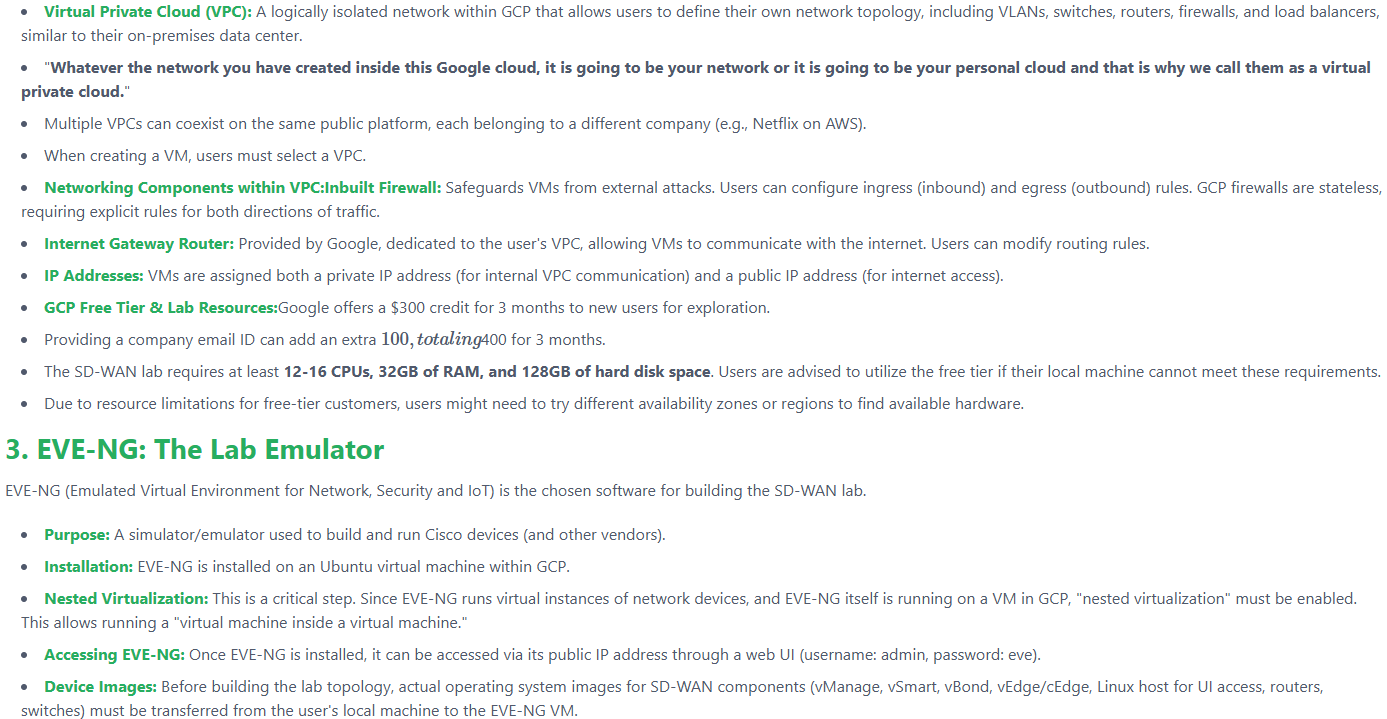 • Virtual Private Cloud (VPC): A logically isolated network within GCP that allows users to define their own network topology, including VLANs, switches, routers, firewalls, and load balancers,
similar to their on-premises data center.
• "Whatever the network you have created inside this Google cloud, it is going to be your network or it is going to be your personal cloud and that is why we call them as a virtual
private cloud."
• Multiple VPCs can coexist on the same public platform, each belonging to a different company (e.g., Netflix on AWS).
• When creating a VM, users must select a VPC.
• Networking Components within VPC:Inbuilt Firewall: Safeguards VMs from external attacks. Users can configure ingress (inbound) and egress (outbound) rules. GCP firewalls are stateless,
requiring explicit rules for both directions of traffic.
• Internet Gateway Router: Provided by Google, dedicated to the user's VPC, allowing VMs to communicate with the internet. Users can modify routing rules.
• IP Addresses: VMs are assigned both a private IP address (for internal VPC communication) and a public IP address (for internet access).
• GCP Free Tier & Lab Resources:Google offers a $300 credit for 3 months to new users for exploration.
• Providing a company email ID can add an extra 100,totaling400 for 3 months.
• The SD-WAN lab requires at least 12-16 CPUs, 32GB of RAM, and 128GB of hard disk space. Users are advised to utilize the free tier if their local machine cannot meet these requirements.
• Due to resource limitations for free-tier customers, users might need to try different availability zones or regions to find available hardware.
3. EVE-NG: The Lab Emulator
EVE-NG (Emulated Virtual Environment for Network, Security and IoT) is the chosen software for building the SD-WAN lab.
• Purpose: A simulator/emulator used to build and run Cisco devices (and other vendors).
• Installation: EVE-NG is installed on an Ubuntu virtual machine within GCP.
• Nested Virtualization: This is a critical step. Since EVE-NG runs virtual instances of network devices, and EVE-NG itself is running on a VM in GCP, "nested virtualization" must be enabled.
This allows running a "virtual machine inside a virtual machine."
• Accessing EVE-NG: Once EVE-NG is installed, it can be accessed via its public IP address through a web UI (username: admin, password: eve).
• Device Images: Before building the lab topology, actual operating system images for SD-WAN components (vManage, vSmart, vBond, vEdge/cEdge, Linux host for UI access, routers,
switches) must be transferred from the user's local machine to the EVE-NG VM.